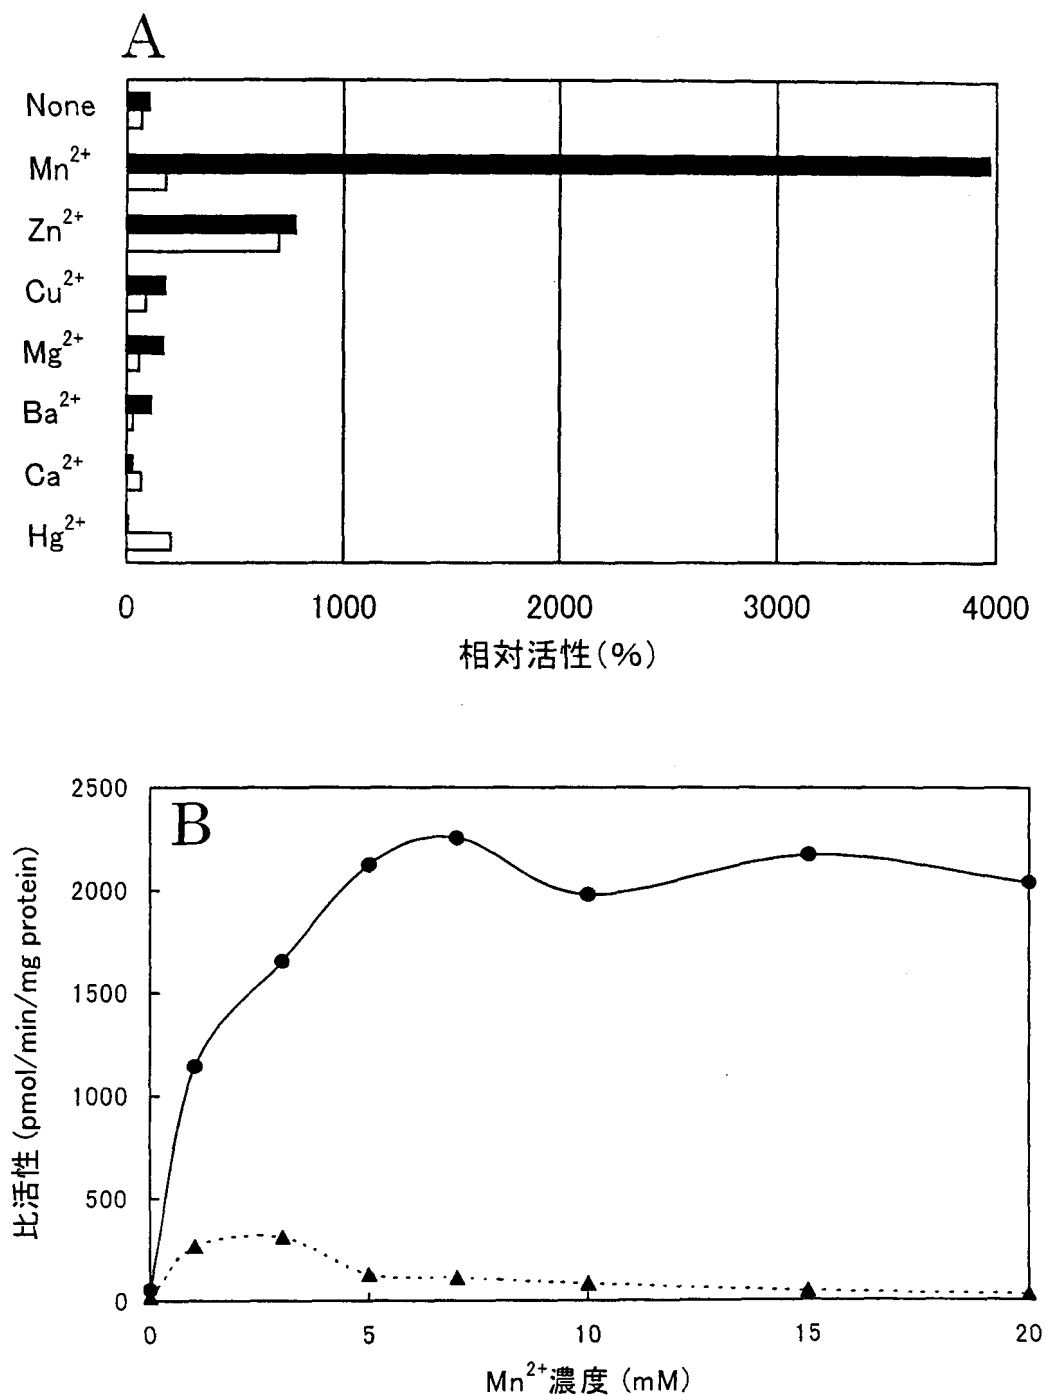 A
None
Mn²⁺
Zn²⁺
Cu²⁺
Mg²⁺
Ba²⁺
Ca²⁺
Hg²⁺
0 1000 2000 3000 4000
相対活性(%)
B
2500
2000
1500
1000
500
0
比活性 (pmol/min/mg protein)
0 5 10 15 20
Mn²⁺濃度 (mM)